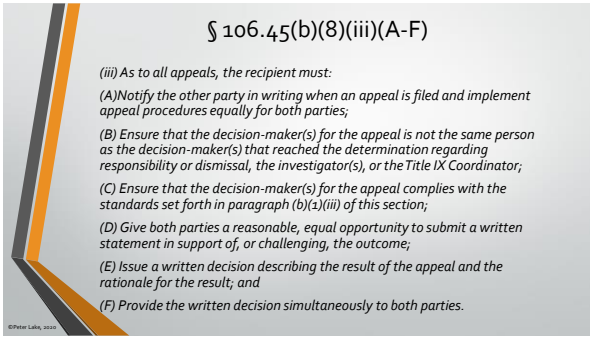 § 106.45(b)(8)(iii)(A-F)
(iii) As to all appeals, the recipient must:
(A)Notify the other party in writing when an appeal is filed and implement
appeal procedures equally for both parties;
(B) Ensure that the decision-maker(s) for the appeal is not the same person
as the decision-maker(s) that reached the determination regarding
responsibility or dismissal, the investigator(s), or the Title IX Coordinator;
(C) Ensure that the decision-maker(s) for the appeal complies with the
standards set forth in paragraph (b)(1)(iii) of this section;
(D) Give both parties a reasonable, equal opportunity to submit a written
statement in support of, or challenging, the outcome;
(E) Issue a written decision describing the result of the appeal and the
rationale for the result; and
(F) Provide the written decision simultaneously to both parties.
©Peter Lake, 2020